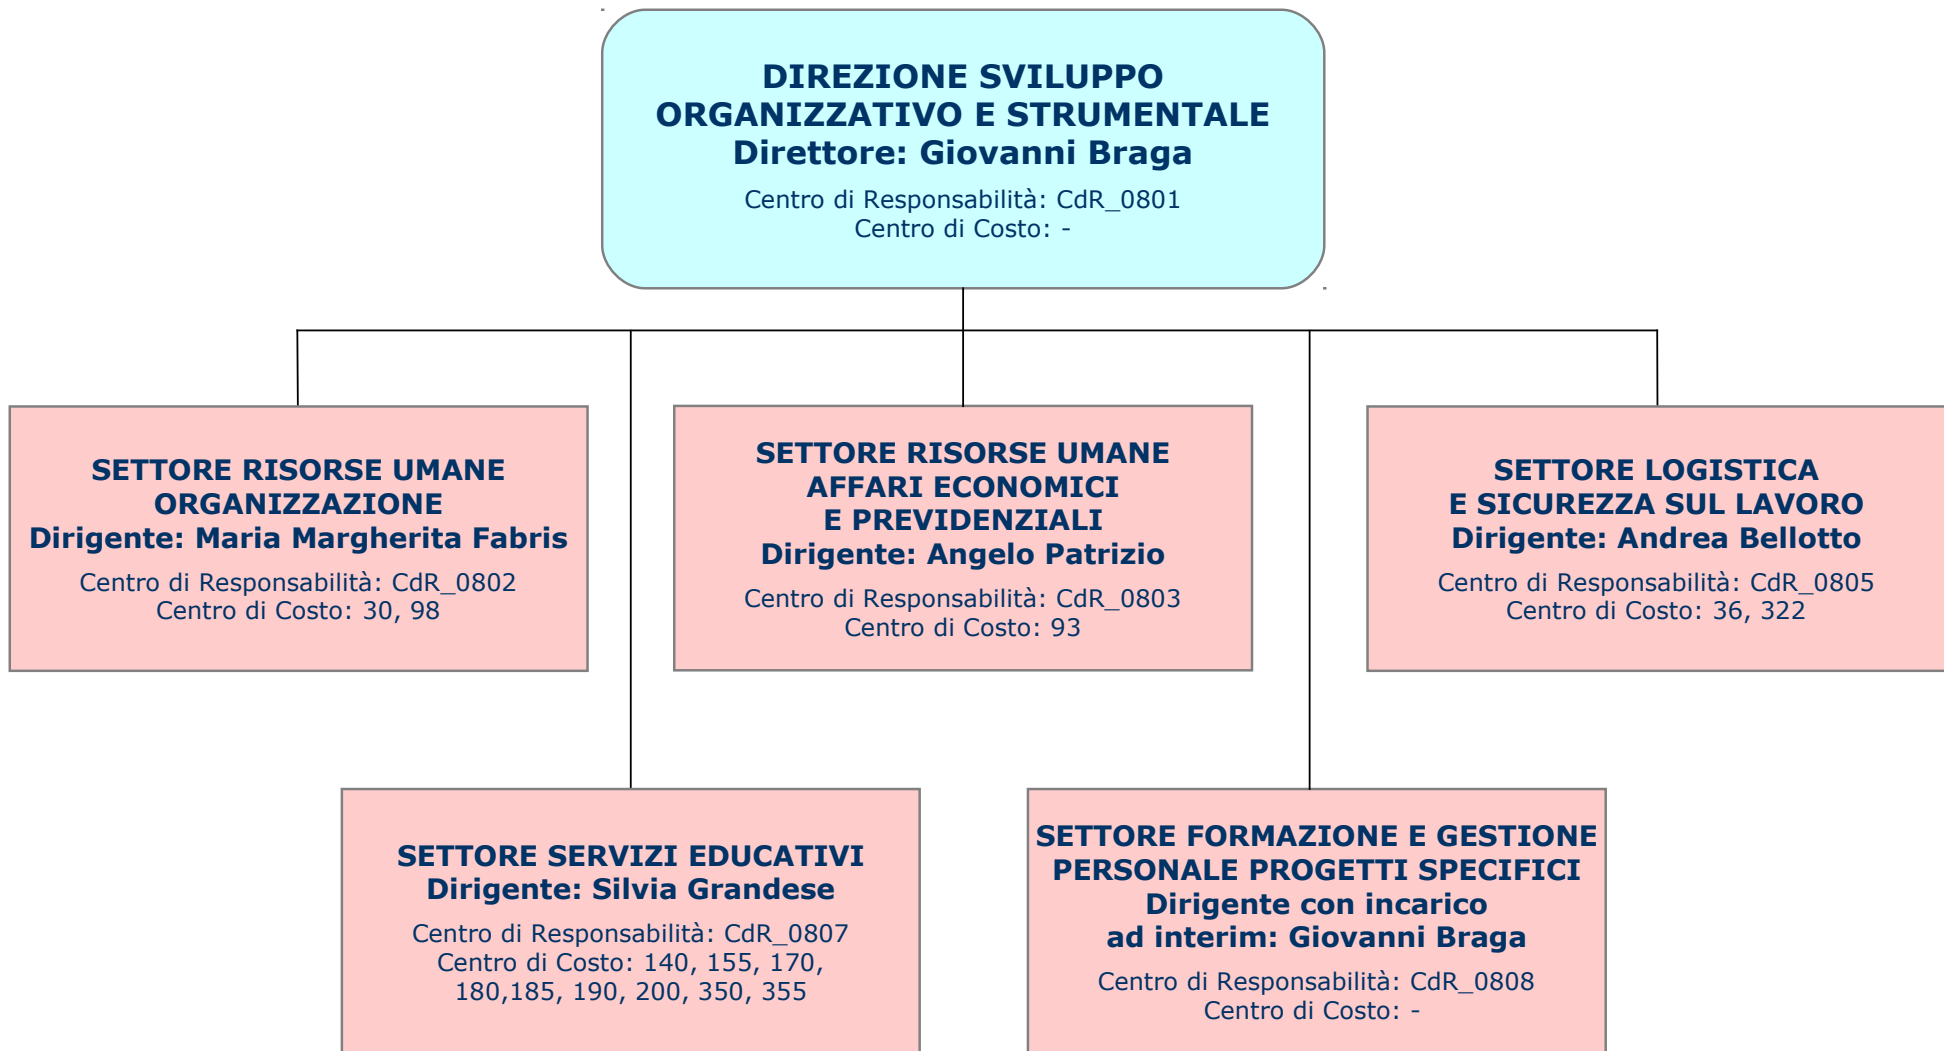 DIREZIONE SVILUPPO
ORGANIZZATIVO E STRUMENTALE
Direttore: Giovanni Braga
Centro di Responsabilità: CdR_0801
Centro di Costo: -
SETTORE RISORSE UMANE
ORGANIZZAZIONE
Dirigente: Maria Margherita Fabris
Centro di Responsabilità: CdR_0802
Centro di Costo: 30, 98
SETTORE RISORSE UMANE
AFFARI ECONOMICI
E PREVIDENZIALI
Dirigente: Angelo Patrizio
Centro di Responsabilità: CdR_0803
Centro di Costo: 93
SETTORE LOGISTICA
E SICUREZZA SUL LAVORO
Dirigente: Andrea Bellotto
Centro di Responsabilità: CdR_0805
Centro di Costo: 36, 322
SETTORE SERVIZI EDUCATIVI
Dirigente: Silvia Grandese
Centro di Responsabilità: CdR_0807
Centro di Costo: 140, 155, 170,
180,185, 190, 200, 350, 355
SETTORE FORMAZIONE E GESTIONE
PERSONALE PROGETTI SPECIFICI
Dirigente con incarico
ad interim: Giovanni Braga
Centro di Responsabilità: CdR_0808
Centro di Costo: -